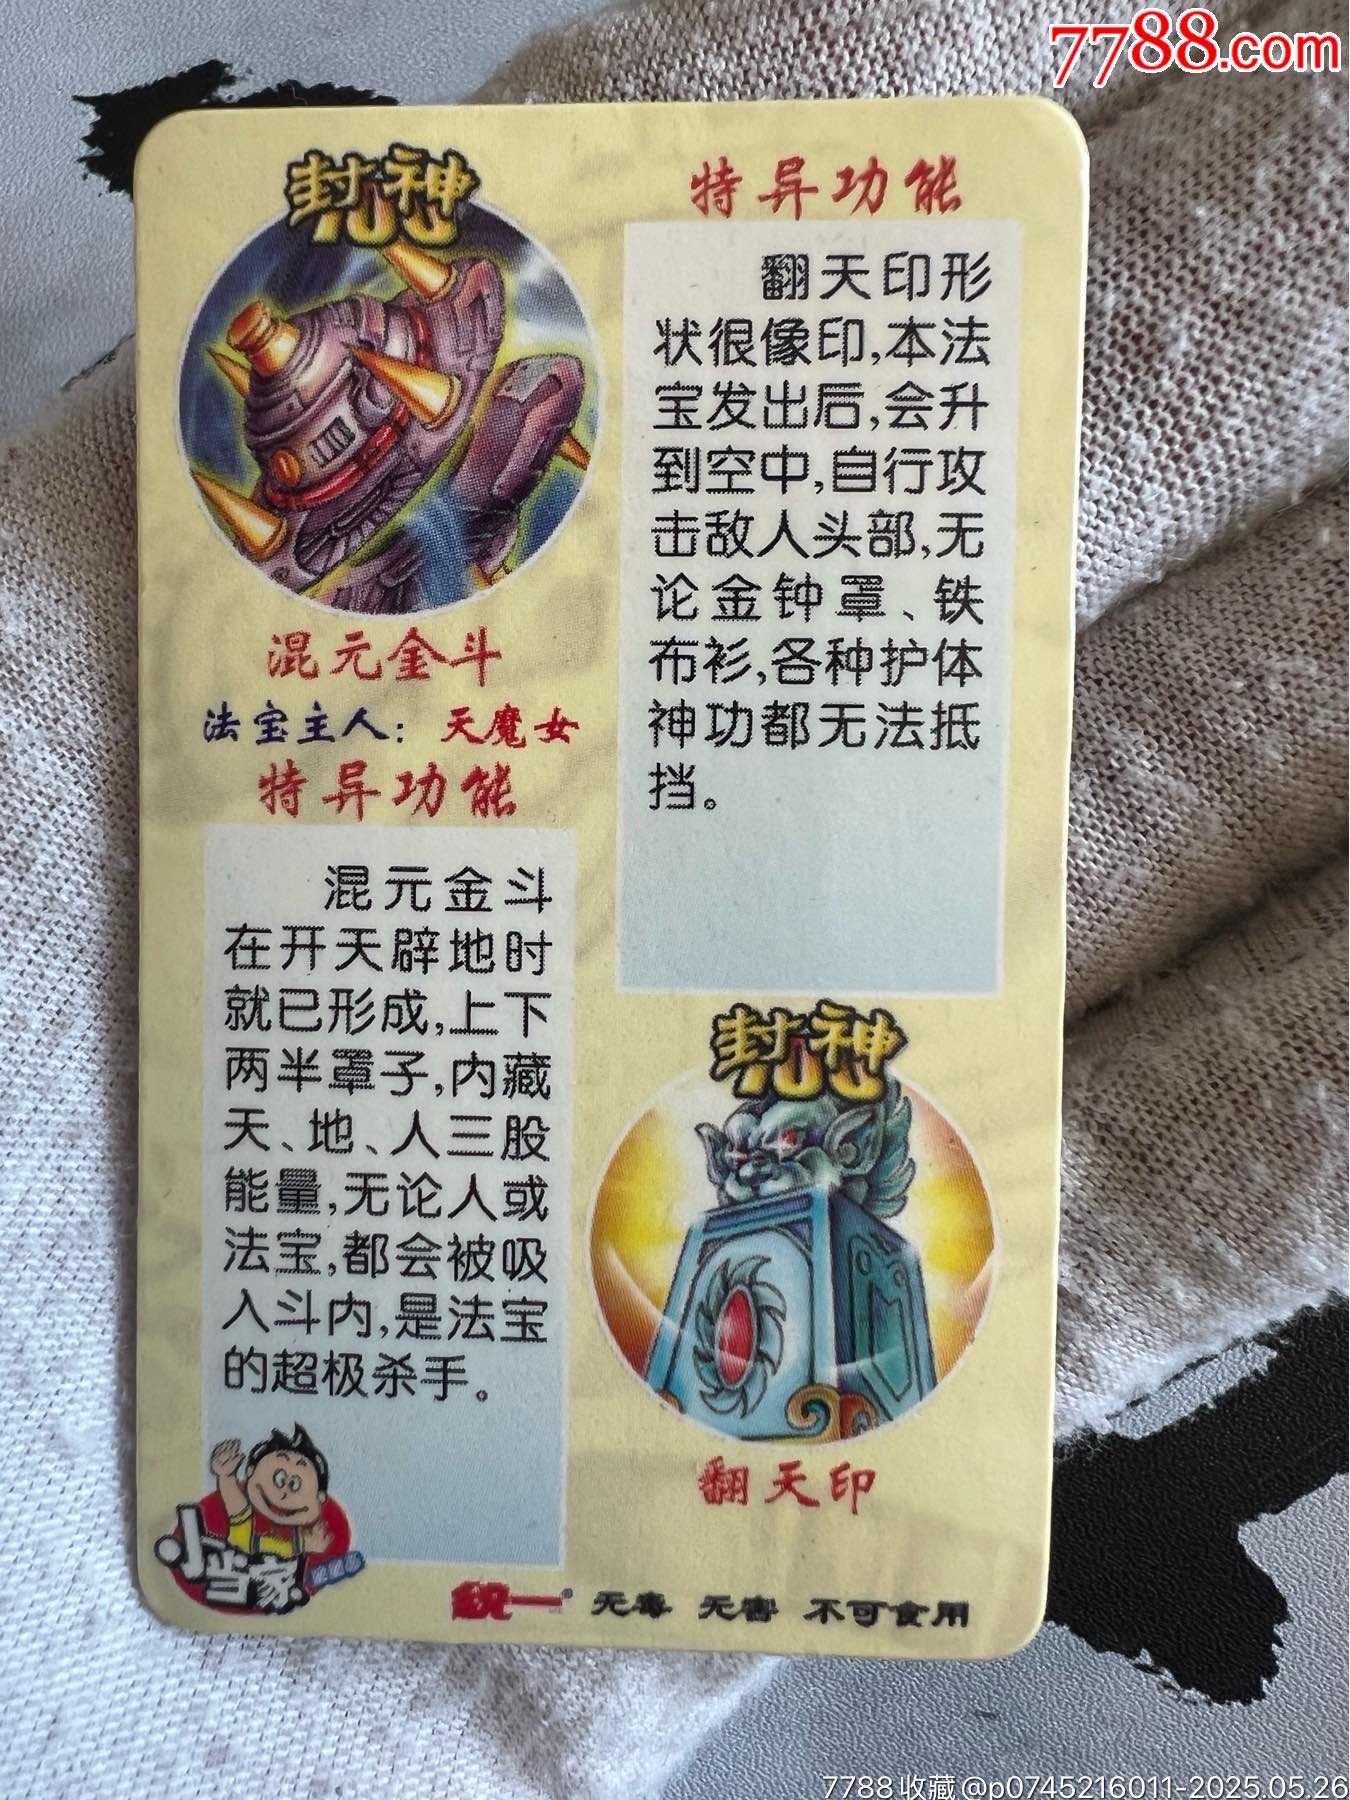 7788.com
封神
100
混元金斗
法宝主人：天魔女
特异功能
混元金斗
在开天辟地时
就已形成,上下
两半罩子,内藏
天、地、人三股
能量,无论人或
法宝,都会被吸
入斗内,是法宝
的超极杀手。
小当家
特异功能
翻天印形
状很像印,本法
宝发出后,会升
到空中,自行攻
击敌人头部,无
论金钟罩、铁
布衫,各种护体
神功都无法抵
挡。
封神
100
翻天印
統一® 无毒 无害 不可食用
7788收藏@p0745216011-2025.05.26